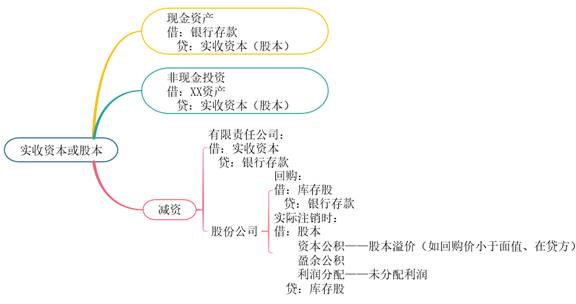 现金资产
借：银行存款
贷：实收资本（股本）
非现金投资
借：XX资产
贷：实收资本（股本）
实收资本或股本
减资
有限责任公司：
借：实收资本
贷：银行存款
股份公司
回购：
借：库存股
贷：银行存款
实际注销时：
借：股本
资本公积——股本溢价（如回购价小于面值、在贷方）
盈余公积
利润分配——未分配利润
贷：库存股